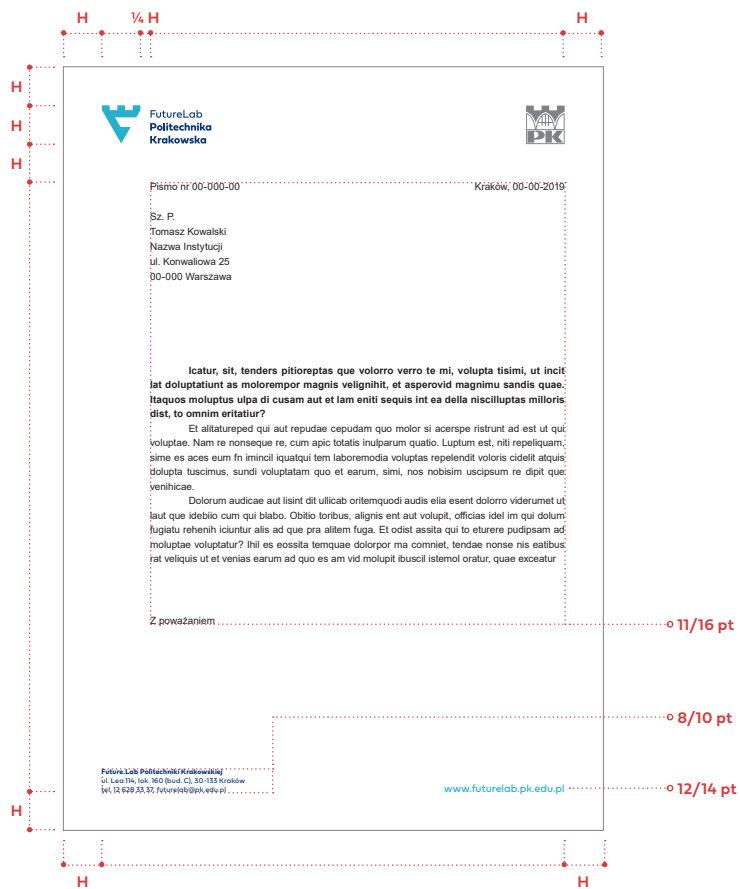 H ¼ H H
H
H
H
FutureLab
Politechnika
Krakowska
PK
Pismo nr 00-000-00 Kraków, 00-00-2019
Sz. P.
Tomasz Kowalski
Nazwa Instytucji
ul. Konwaliowa 25
00-000 Warszawa
Icatur, sit, tenders pitioreptas que volorro verro te mi, volupta tisimi, ut incit
lat doluptatiunt as molorempor magnis velignihit, et asperovid magnimu sandis quae.
Itaquos moluptus ulpa di cusam aut et lam eniti sequis int ea della niscilluptas milloris
dist, to omnim eritatiur?
Et alitatureped qui aut repudae cepudam quo molor si acerspe ristrunt ad est ut qui
voluptae. Nam re nonseque re, cum apic totatis inulparum quatio. Luptum est, niti repeliquam,
sime es aces eum fn imincil iquatqui tem laboremodia voluptas repelendit voloris cidelit atquis
dolupta tuscimus, sundi voluptatam quo et earum, simi, nos nobisim uscipsum re dipit que
venihicae.
Dolorum audicae aut lisint dit ullicab oritemquodi audis elia esent dolorro viderumet ut
laut que idebiio cum qui blabo. Obitio toribus, alignis ent aut volupit, officias idel im qui dolum
fugiatu rehenih iciuntur alis ad que pra alitem fuga. Et odist assita qui to eturere pudipsam ad
moluptae voluptatur? Ihil es eossita temquae dolorpor ma comniet, tendae nonse nis eatibus
rat veliquis ut et venias earum ad quo es am vid molupit ibuscil istemol oratur, quae exceatur
Z poważaniem
11/16 pt
8/10 pt
Future.Lab Politechniki Krakowskiej
ul. Lea 114, lok. 160 (bud. C), 30-133 Kraków
tel. 12 628 33 37, futurelab@pk.edu.pl
www.futurelab.pk.edu.pl
12/14 pt
H
H H